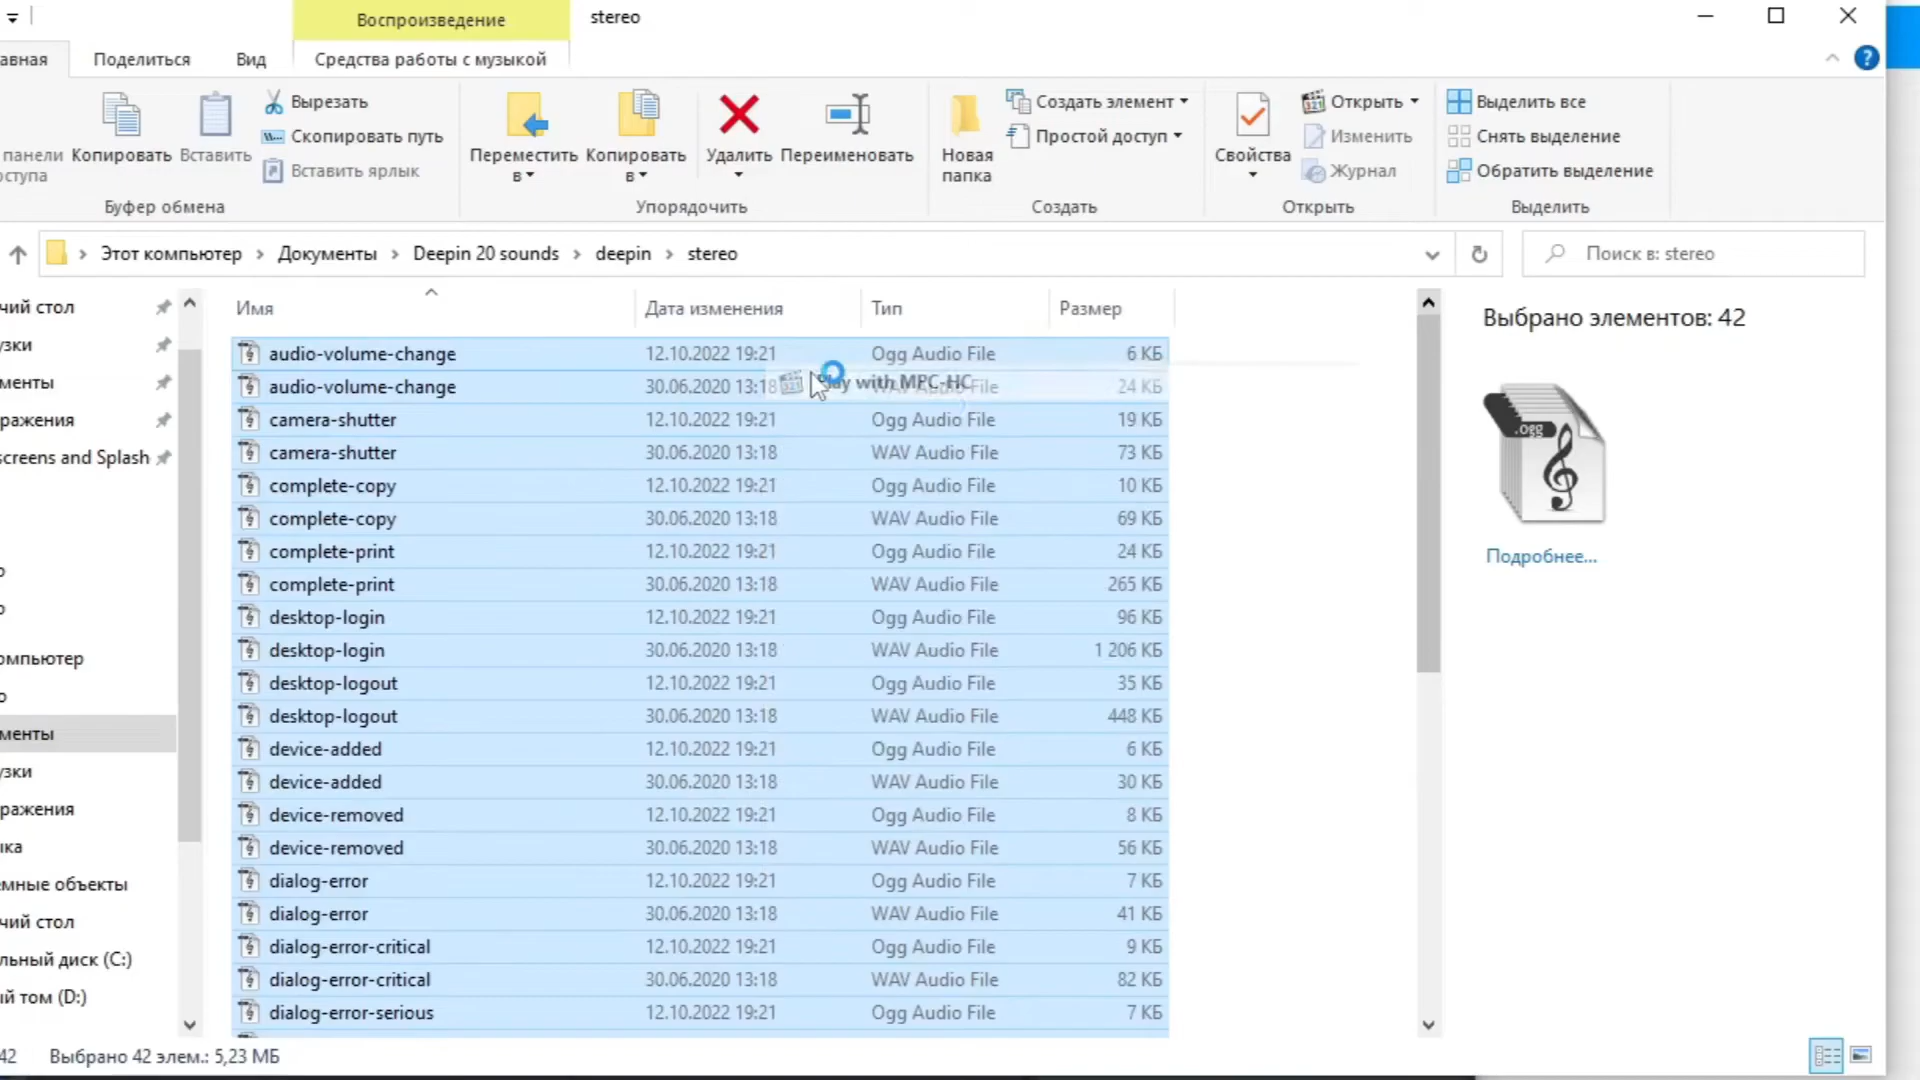 Воспроизведение
stereo
авная
Поделиться
Вид
Средства работы с музыкой
панели
оступа
Копировать
Вставить
Вырезать
Скопировать путь
Вставить ярлык
Буфер обмена
Переместить в
Копировать в
Удалить
Переименовать
Упорядочить
Новая папка
Создать элемент
Простой доступ
Создать
Свойства
Открыть
Изменить
Журнал
Открыть
Выделить все
Снять выделение
Обратить выделение
Выделить
Этот компьютер › Документы › Deepin 20 sounds › deepin › stereo
Поиск в: stereo
чий стол
узки
менты
ражения
screens and Splash
о
о
омпьютер
о
менты
узки
ражения
ыка
емные объекты
чий стол
льный диск (C:)
ый том (D:)
Имя Дата изменения Тип Размер
audio-volume-change 12.10.2022 19:21 Ogg Audio File 6 КБ
audio-volume-change 30.06.2020 13:18 WAV Audio File 24 КБ
Play with MPC-HC
camera-shutter 12.10.2022 19:21 Ogg Audio File 19 КБ
camera-shutter 30.06.2020 13:18 WAV Audio File 73 КБ
complete-copy 12.10.2022 19:21 Ogg Audio File 10 КБ
complete-copy 30.06.2020 13:18 WAV Audio File 69 КБ
complete-print 12.10.2022 19:21 Ogg Audio File 24 КБ
complete-print 30.06.2020 13:18 WAV Audio File 265 КБ
desktop-login 12.10.2022 19:21 Ogg Audio File 96 КБ
desktop-login 30.06.2020 13:18 WAV Audio File 1 206 КБ
desktop-logout 12.10.2022 19:21 Ogg Audio File 35 КБ
desktop-logout 30.06.2020 13:18 WAV Audio File 448 КБ
device-added 12.10.2022 19:21 Ogg Audio File 6 КБ
device-added 30.06.2020 13:18 WAV Audio File 30 КБ
device-removed 12.10.2022 19:21 Ogg Audio File 8 КБ
device-removed 30.06.2020 13:18 WAV Audio File 56 КБ
dialog-error 12.10.2022 19:21 Ogg Audio File 7 КБ
dialog-error 30.06.2020 13:18 WAV Audio File 41 КБ
dialog-error-critical 12.10.2022 19:21 Ogg Audio File 9 КБ
dialog-error-critical 30.06.2020 13:18 WAV Audio File 82 КБ
dialog-error-serious 12.10.2022 19:21 Ogg Audio File 7 КБ
Выбрано элементов: 42
.ogg
Подробнее...
42 Выбрано 42 элем.: 5,23 МБ